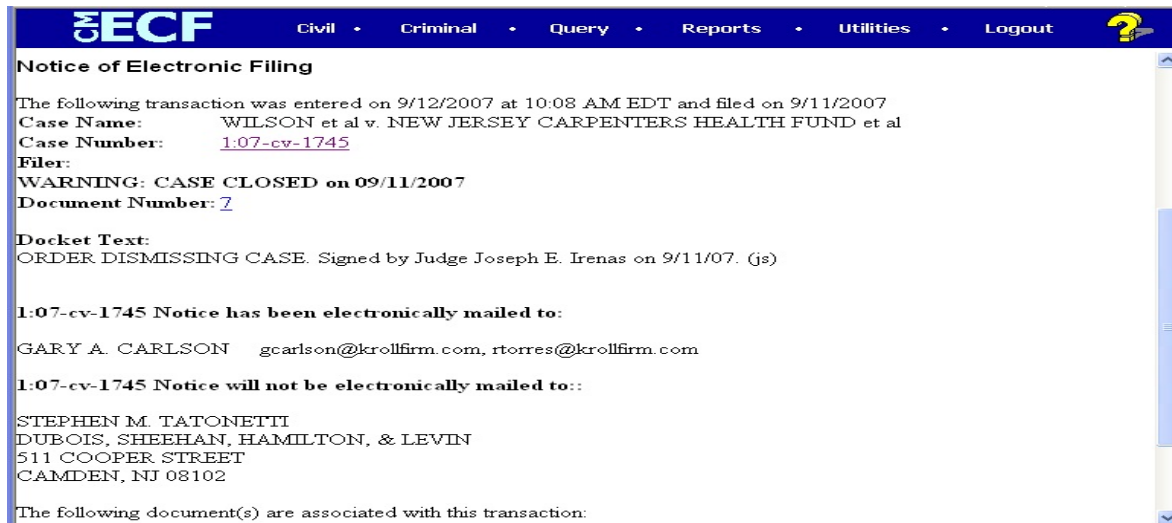 CM ECF Civil • Criminal • Query • Reports • Utilities • Logout ?
Notice of Electronic Filing
The following transaction was entered on 9/12/2007 at 10:08 AM EDT and filed on 9/11/2007
Case Name: WILSON et al v. NEW JERSEY CARPENTERS HEALTH FUND et al
Case Number: 1:07-cv-1745
Filer:
WARNING: CASE CLOSED on 09/11/2007
Document Number: 7
Docket Text:
ORDER DISMISSING CASE. Signed by Judge Joseph E. Irenas on 9/11/07. (js)
1:07-cv-1745 Notice has been electronically mailed to:
GARY A. CARLSON gcarlson@krollfirm.com, rtorres@krollfirm.com
1:07-cv-1745 Notice will not be electronically mailed to::
STEPHEN M. TATONETTI
DUBOIS, SHEEHAN, HAMILTON, & LEVIN
511 COOPER STREET
CAMDEN, NJ 08102
The following document(s) are associated with this transaction: